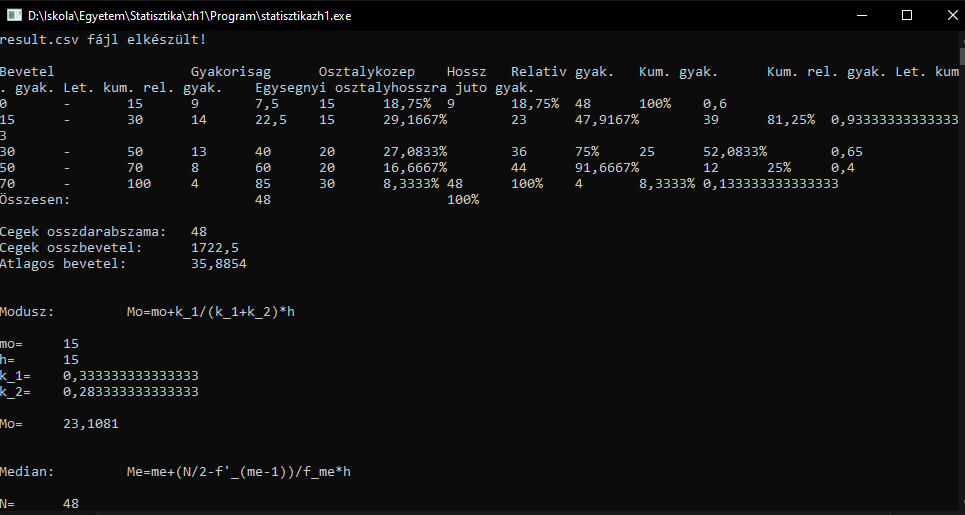 D:\Iskola\Egyetem\Statisztika\zh1\Program\statisztikazh1.exe
result.csv fájl elkészült!
Bevetel Gyakorisag Osztalykozep Hossz Relativ gyak. Kum. gyak. Kum. rel. gyak. Let. kum
. gyak. Let. kum. rel. gyak. Egysegnyi osztalyhosszra juto gyak.
0 - 15 9 7,5 15 18,75% 9 18,75% 48 100% 0,6
15 - 30 14 22,5 15 29,1667% 23 47,9167% 39 81,25% 0,93333333333333
3
30 - 50 13 40 20 27,0833% 36 75% 25 52,0833% 0,65
50 - 70 8 60 20 16,6667% 44 91,6667% 12 25% 0,4
70 - 100 4 85 30 8,3333% 48 100% 4 8,3333% 0,133333333333333
Összesen: 48 100%
Cegek osszdarabszama: 48
Cegek osszbevetel: 1722,5
Atlagos bevetel: 35,8854
Modusz: Mo=mo+k_1/(k_1+k_2)*h
mo= 15
h= 15
k_1= 0,333333333333333
k_2= 0,283333333333333
Mo= 23,1081
Median: Me=me+(N/2-f'_(me-1))/f_me*h
N= 48